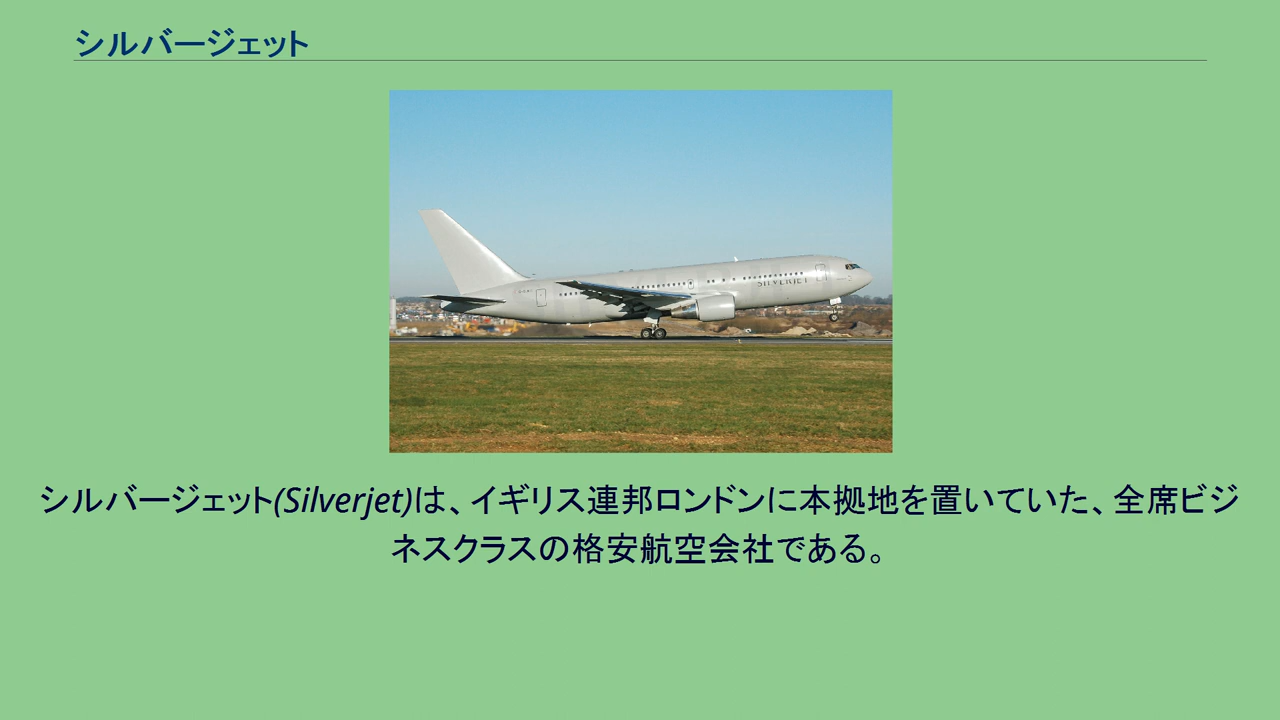 シルバージェット
SILVERJET
シルバージェット(Silverjet)は、イギリス連邦ロンドンに本拠地を置いていた、全席ビジ
ネスクラスの格安航空会社である。